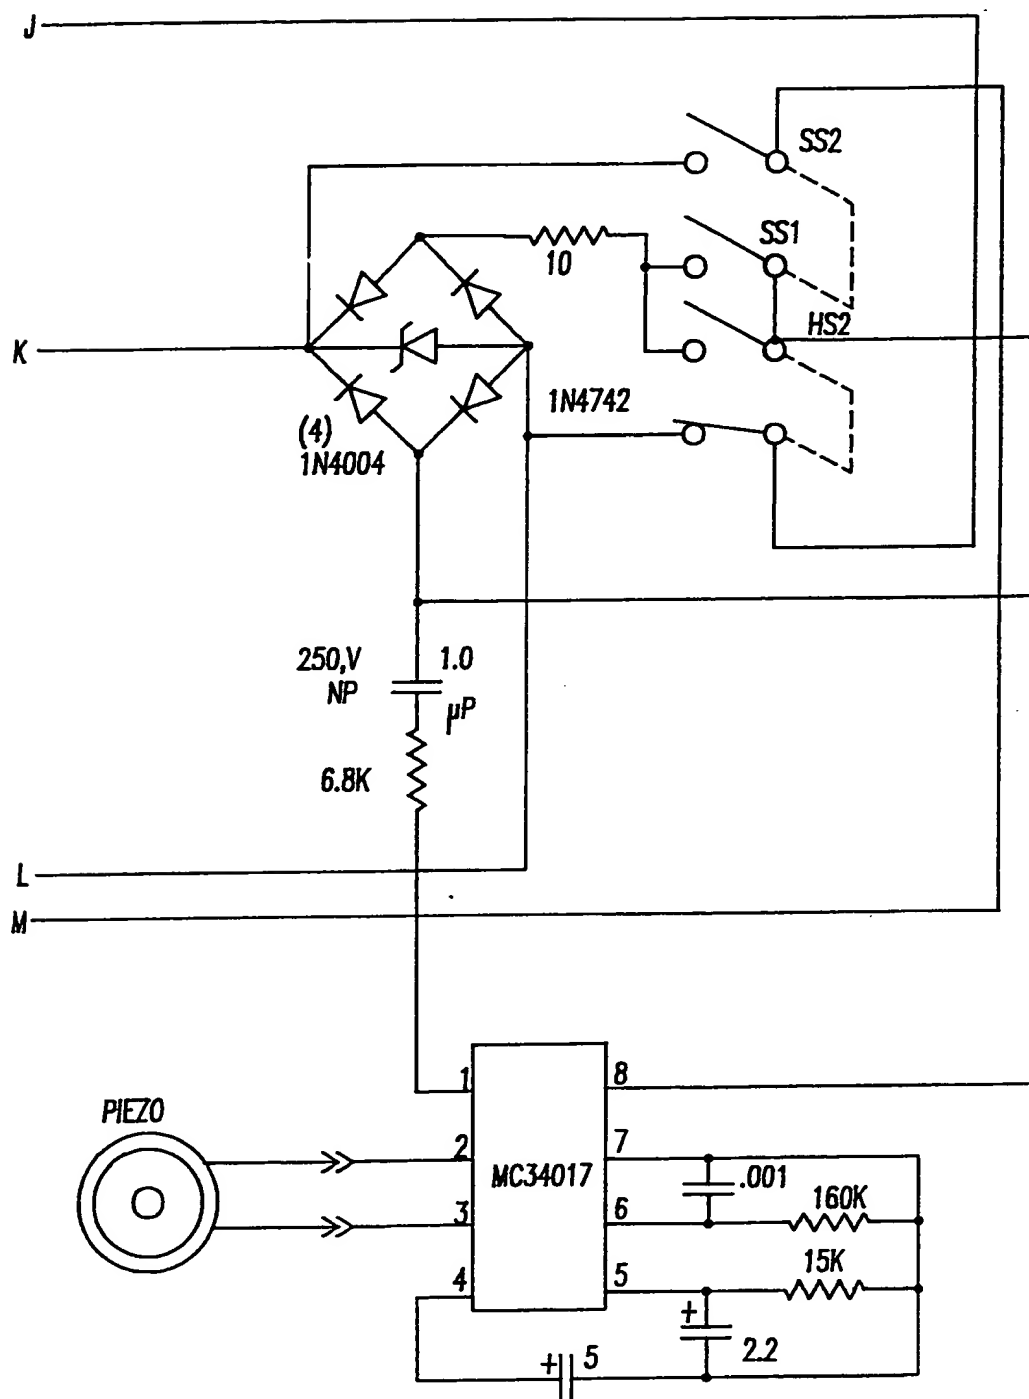 J
SS2
SS1
10
HS2
K
1N4742
(4)
1N4004
250,V
NP
1.0
µP
6.8K
L
M
1
8
PIEZO
2
7
MC34017
.001
3
6
160K
4
5
15K
+
2.2
+
5